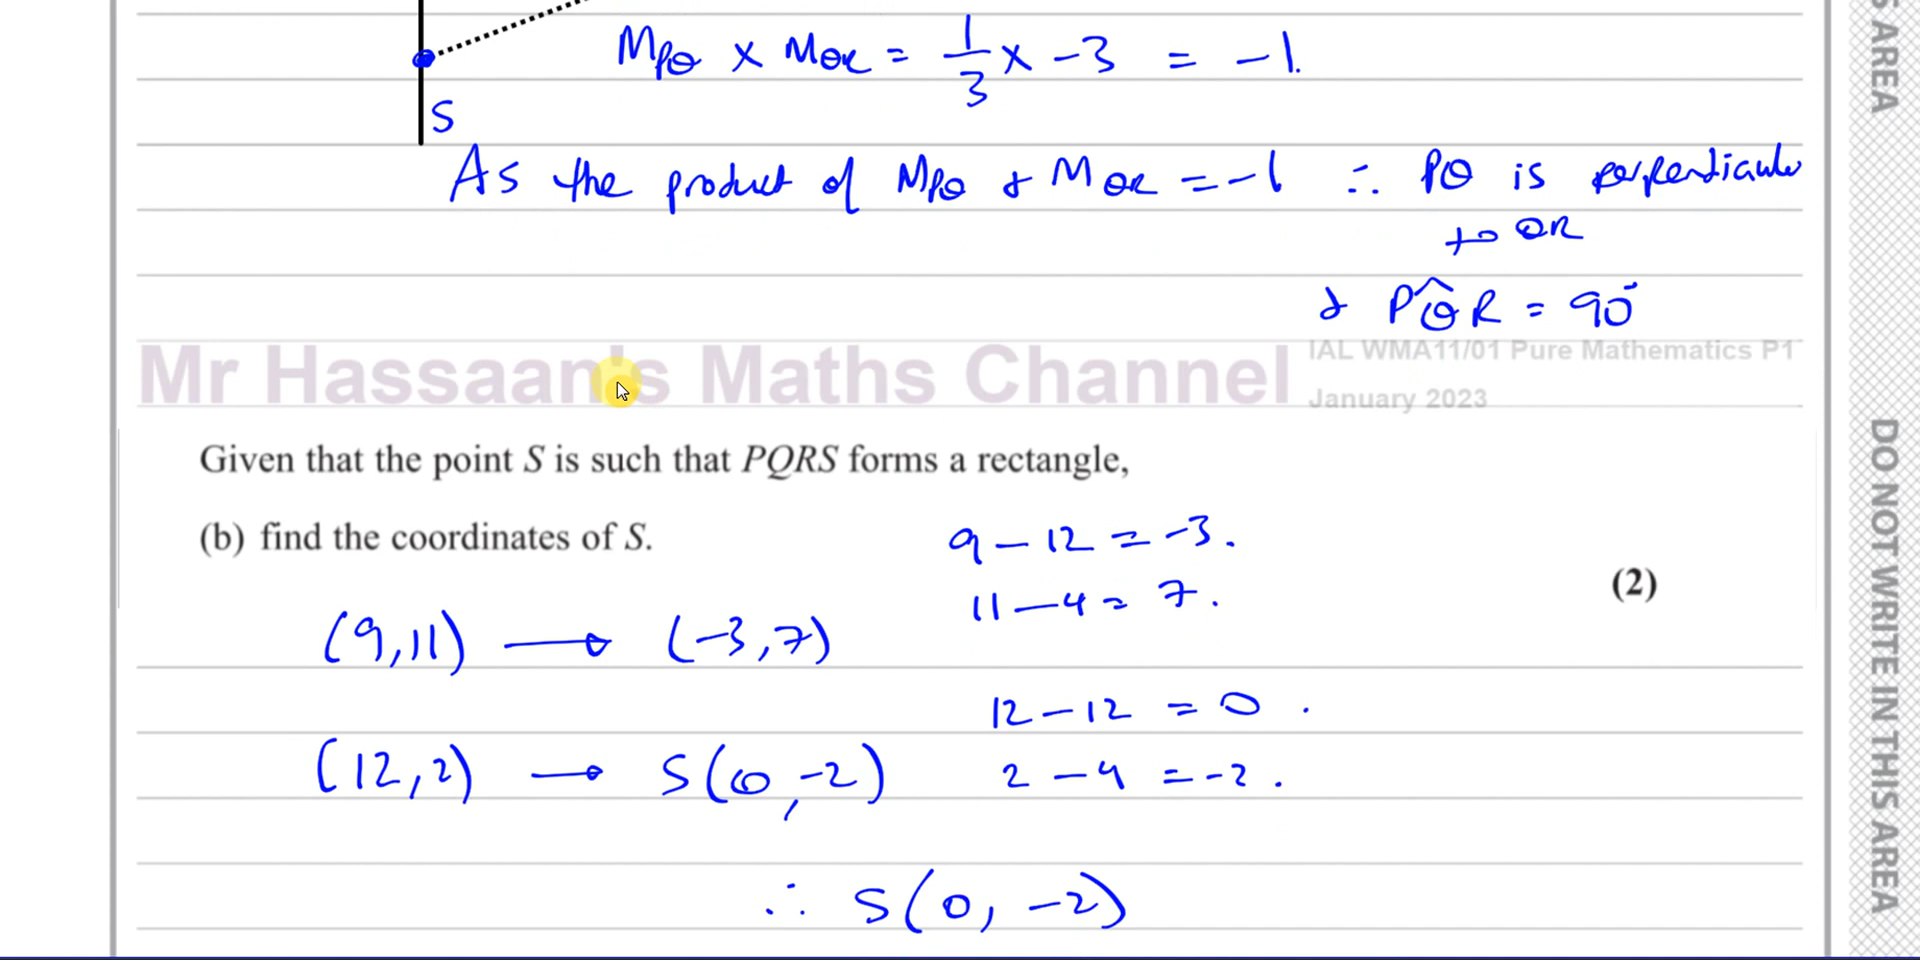 M_PQ × M_QR = 1/3 × -3 = -1.
S
As the product of M_PQ & M_QR = -1 ∴ PQ is perpendicular
to QR
& PQ̂R = 90°
Mr Hassaan's Maths Channel
IAL WMA11/01 Pure Mathematics P1
January 2023
Given that the point S is such that PQRS forms a rectangle,
(b) find the coordinates of S.
(2)
9 - 12 = -3.
11 - 4 = 7.
(9,11) → (-3,7)
12 - 12 = 0.
(12,2) → S(0,-2)
2 - 4 = -2.
∴ S(0, -2)
S AREA
DO NOT WRITE IN THIS AREA